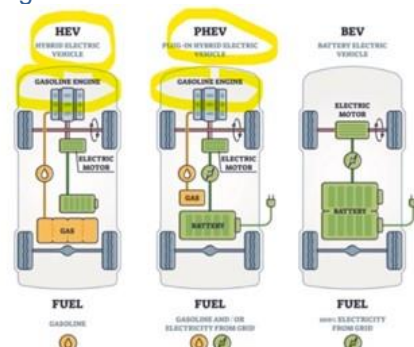 HEV
HYBRID ELECTRIC
VEHICLE
GASOLINE ENGINE
ELECTRIC
MOTOR
GAS
FUEL
GASOLINE
PHEV
PLUG-IN HYBRID ELECTRIC
VEHICLE
GASOLINE ENGINE
ELECTRIC
MOTOR
GAS
BATTERY
FUEL
GASOLINE AND / OR
ELECTRICITY FROM GRID
BEV
BATTERY ELECTRIC
VEHICLE
ELECTRIC
MOTOR
BATTERY
FUEL
100% ELECTRICITY
FROM GRID